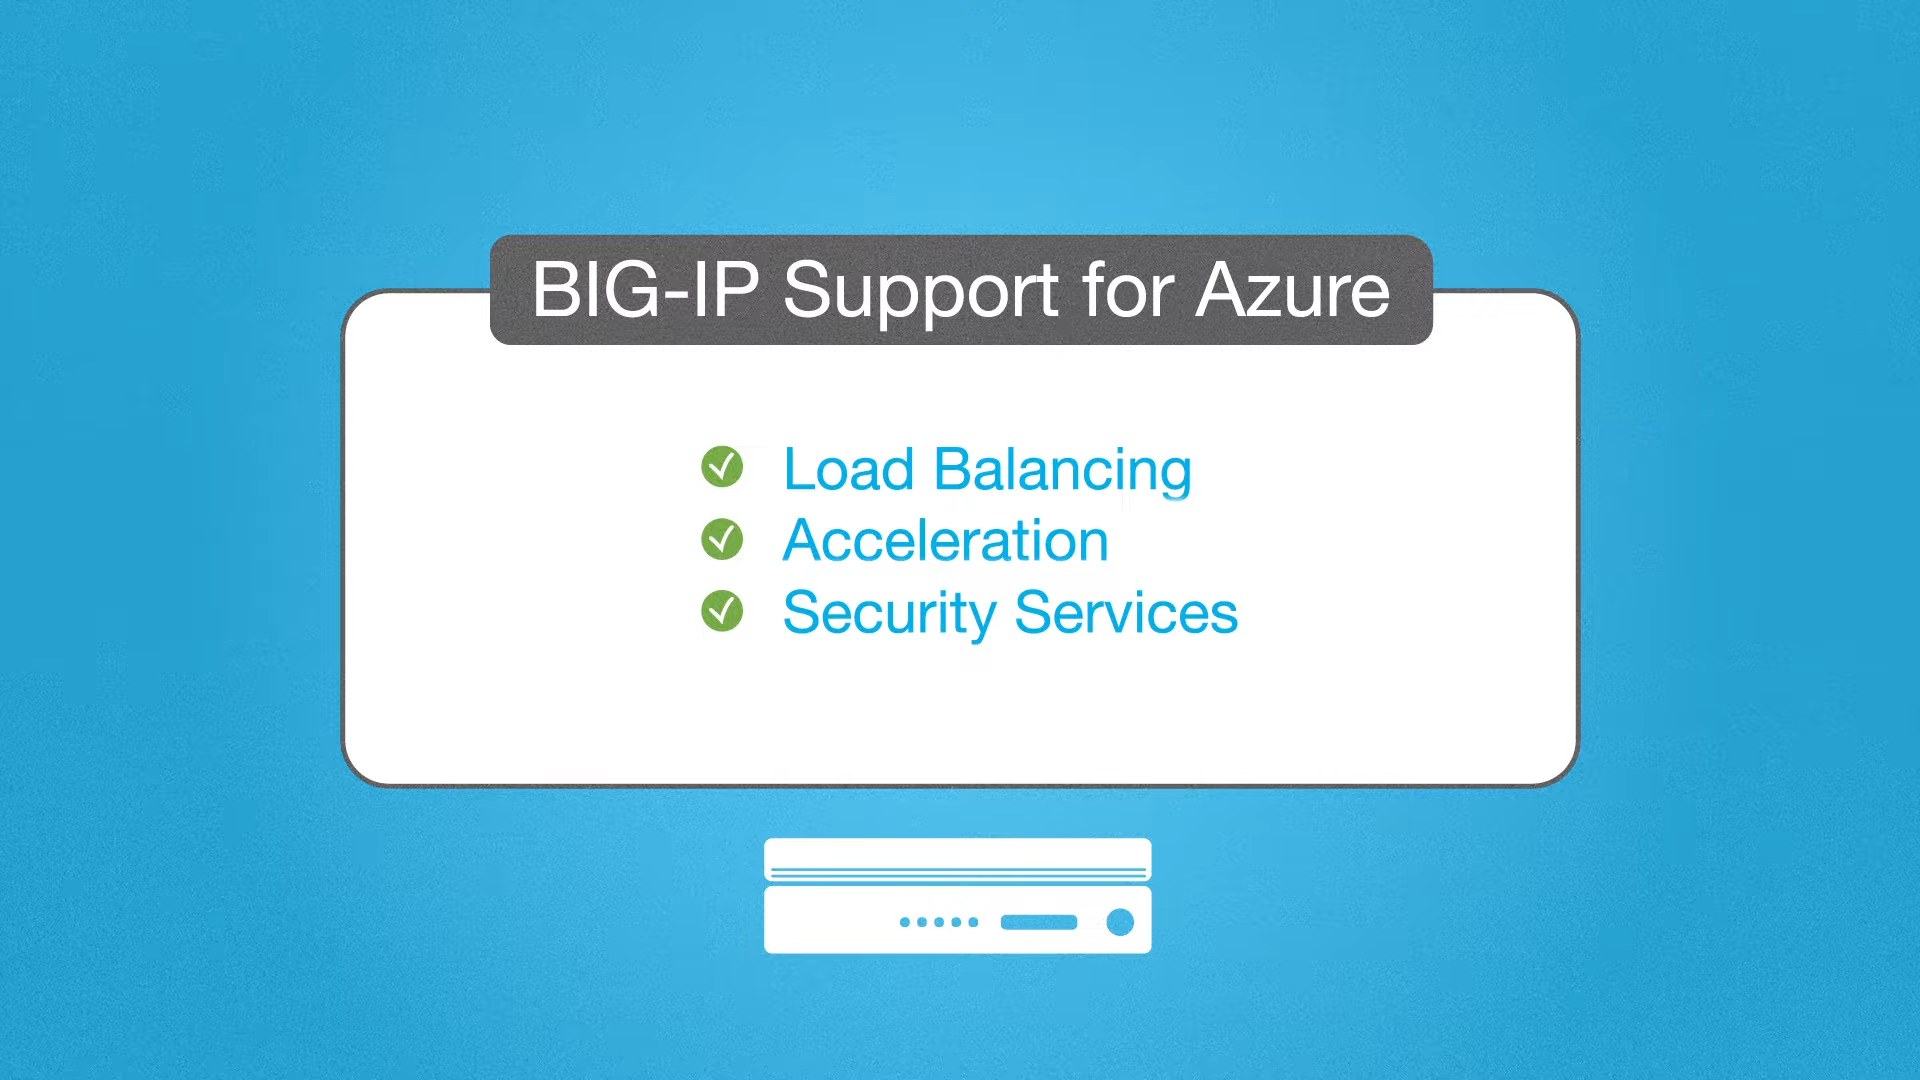 BIG-IP Support for Azure
Load Balancing
Acceleration
Security Services